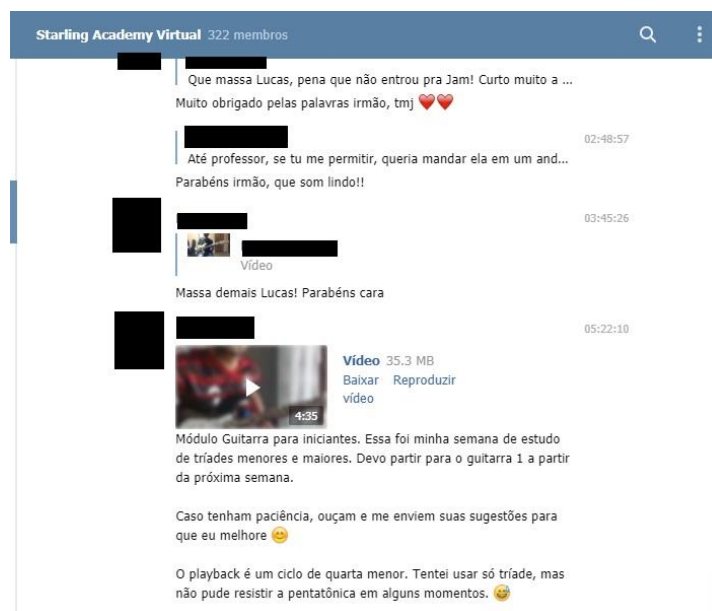 Starling Academy Virtual 322 membros
Que massa Lucas, pena que não entrou pra Jam! Curto muito a ...
Muito obrigado pelas palavras irmão, tmj ❤️❤️
02:48:57
Até professor, se tu me permitir, queria mandar ela em um and...
Parabéns irmão, que som lindo!!
03:45:26
Vídeo
Massa demais Lucas! Parabéns cara
05:22:10
Vídeo 35.3 MB
Baixar Reproduzir
vídeo
4:35
Módulo Guitarra para iniciantes. Essa foi minha semana de estudo
de tríades menores e maiores. Devo partir para o guitarra 1 a partir
da próxima semana.
Caso tenham paciência, ouçam e me enviem suas sugestões para
que eu melhore 😊
O playback é um ciclo de quarta menor. Tentei usar só tríade, mas
não pude resistir a pentatônica em alguns momentos. 😅